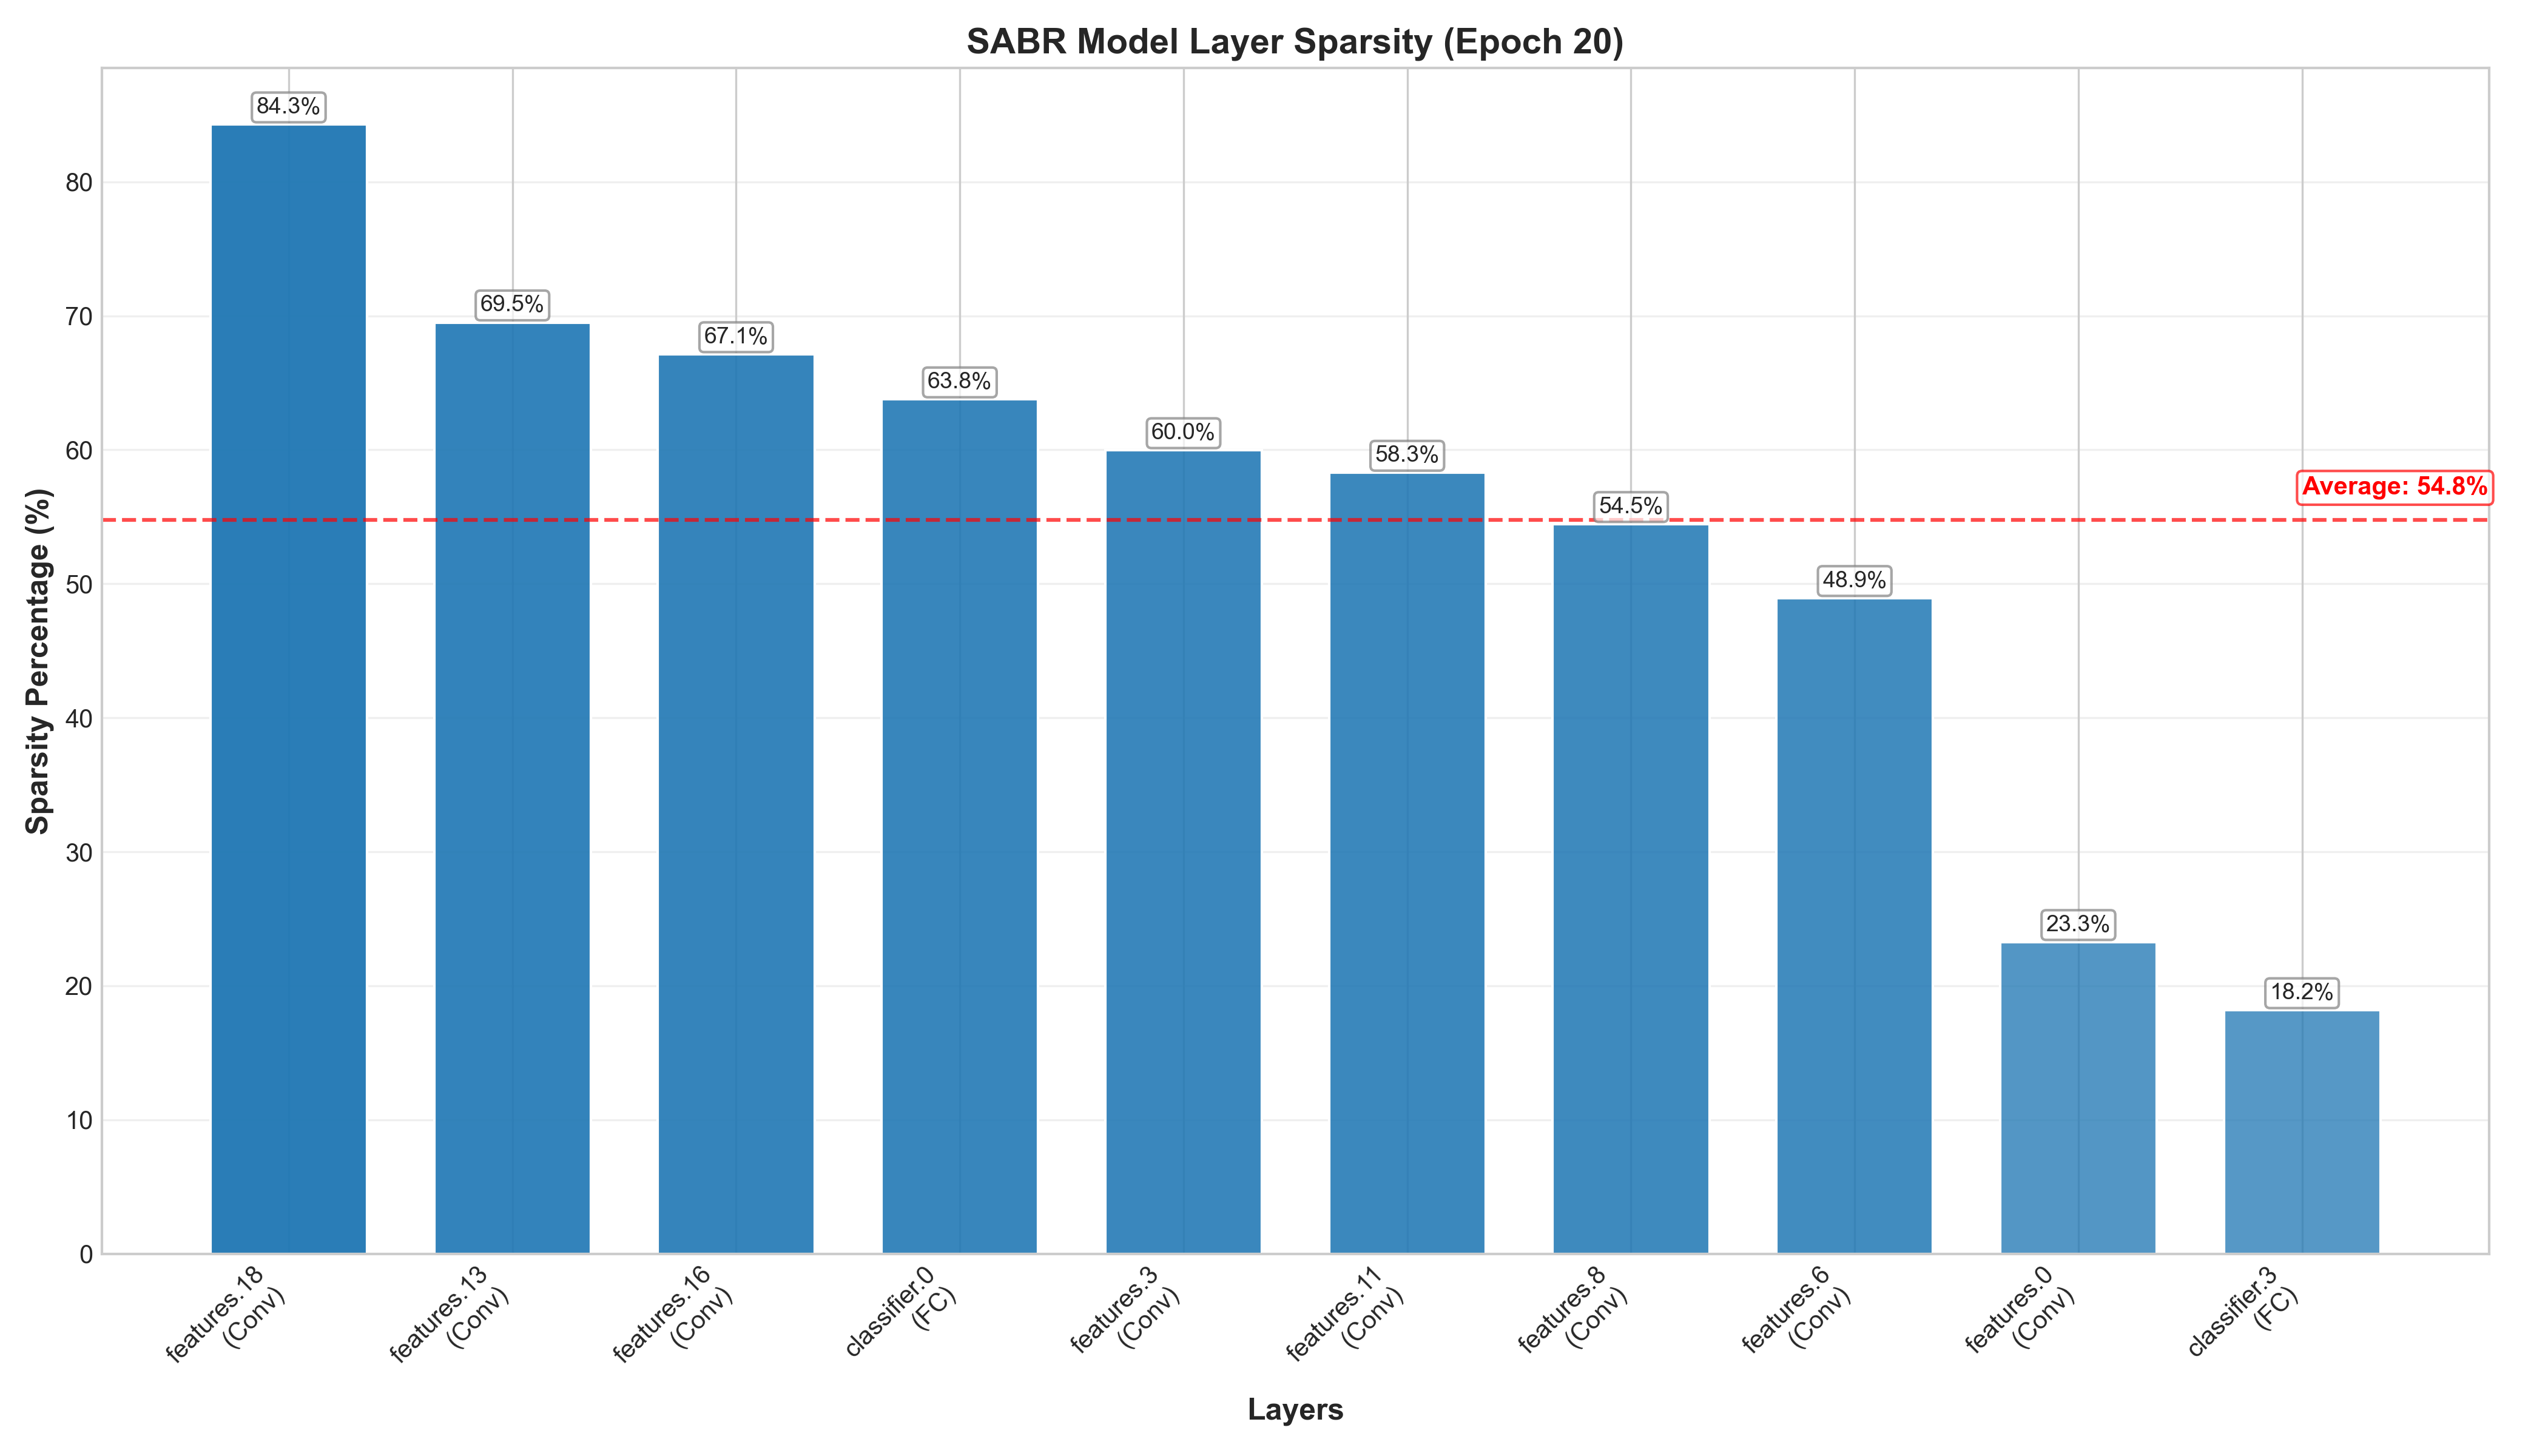 SABR Model Layer Sparsity (Epoch 20)
Sparsity Percentage (%)
80
70
60
50
40
30
20
10
0
84.3%
69.5%
67.1%
63.8%
60.0%
58.3%
54.5%
48.9%
23.3%
18.2%
Average: 54.8%
features.18
(Conv)
features.13
(Conv)
features.16
(Conv)
classifier.0
(FC)
features.3
(Conv)
features.11
(Conv)
features.8
(Conv)
features.6
(Conv)
features.0
(Conv)
classifier.3
(FC)
Layers